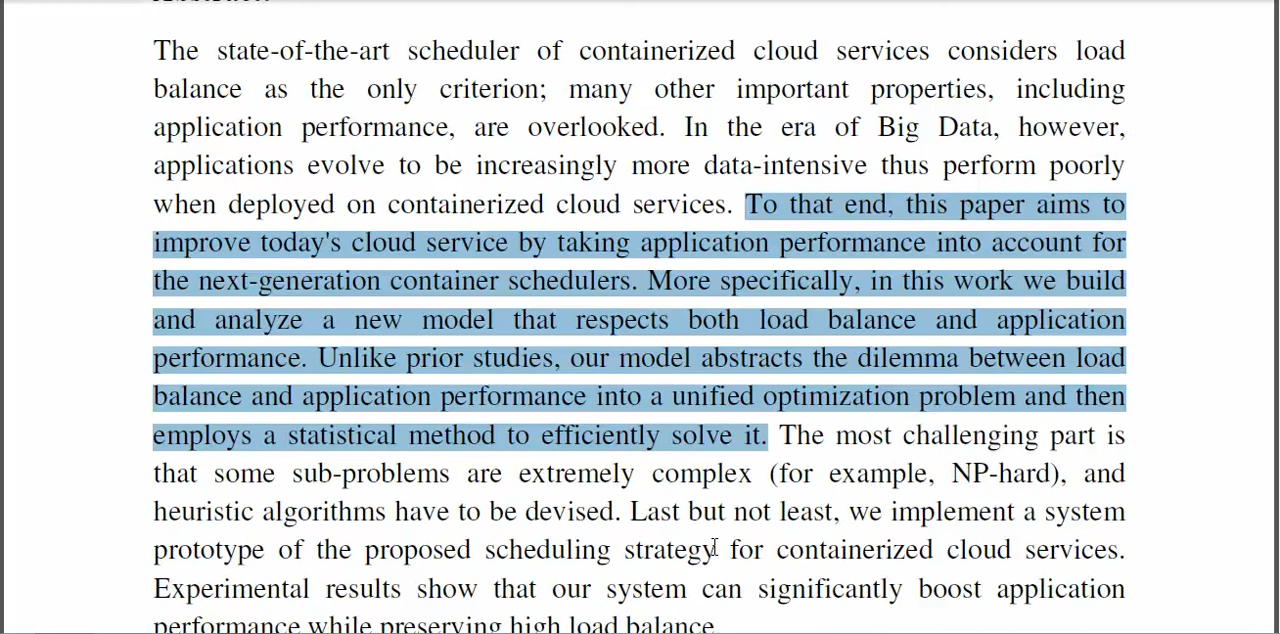 The state-of-the-art scheduler of containerized cloud services considers load
balance as the only criterion; many other important properties, including
application performance, are overlooked. In the era of Big Data, however,
applications evolve to be increasingly more data-intensive thus perform poorly
when deployed on containerized cloud services. To that end, this paper aims to
improve today's cloud service by taking application performance into account for
the next-generation container schedulers. More specifically, in this work we build
and analyze a new model that respects both load balance and application
performance. Unlike prior studies, our model abstracts the dilemma between load
balance and application performance into a unified optimization problem and then
employs a statistical method to efficiently solve it. The most challenging part is
that some sub-problems are extremely complex (for example, NP-hard), and
heuristic algorithms have to be devised. Last but not least, we implement a system
prototype of the proposed scheduling strategy for containerized cloud services.
Experimental results show that our system can significantly boost application
performance while preserving high load balance